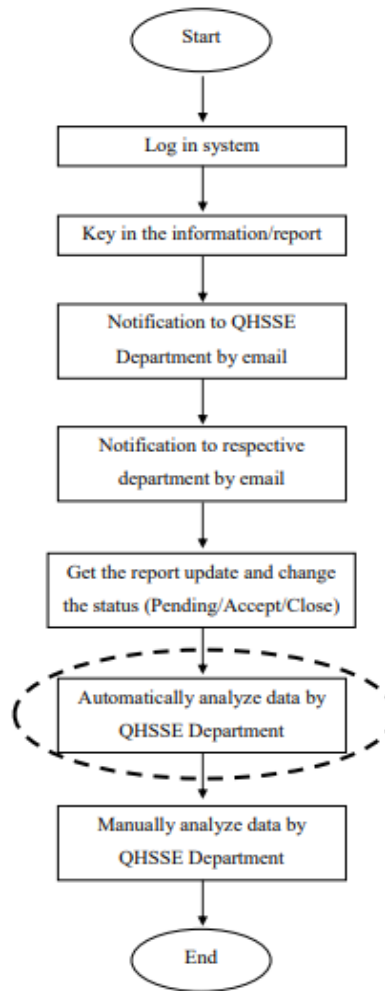 Start
Log in system
Key in the information/report
Notification to QHSSE
Department by email
Notification to respective
department by email
Get the report update and change
the status (Pending/Accept/Close)
Automatically analyze data by
QHSSE Department
Manually analyze data by
QHSSE Department
End